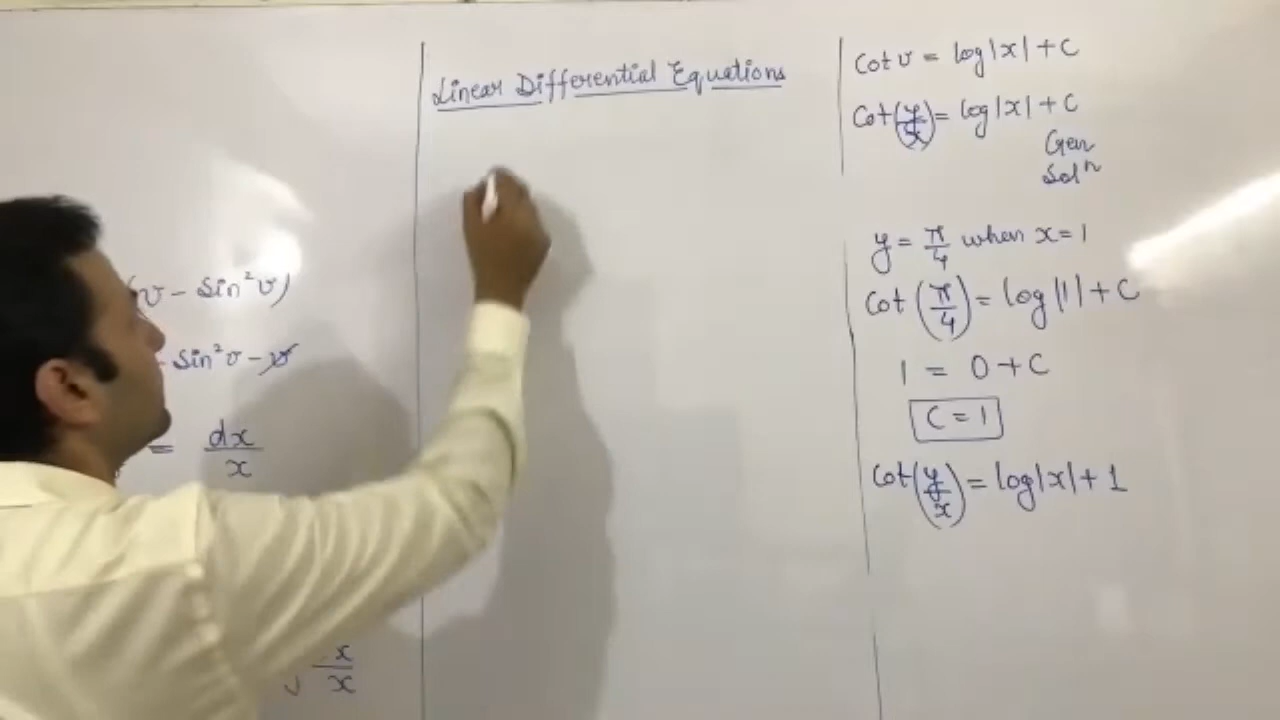 (v - Sin²v)
Sin²v - v
= dx/x
x/x
Linear Differential Equations
Cot v = log|x| + C
Cot(y/x) = log|x| + C
Gen
Solⁿ
y = π/4 when x=1
Cot (π/4) = log|1| + C
1 = 0 + C
C = 1
Cot(y/x) = log|x| + 1